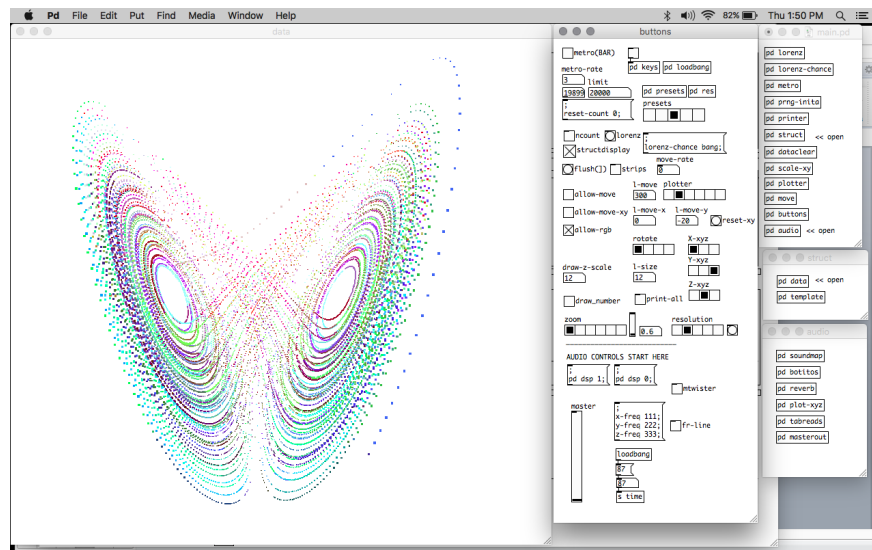 Pd File Edit Put Find Media Window Help
82% Thu 1:50 PM
data
buttons
metro(BAR)
pd keys pd loadbang
metro-rate
3 limit
19899 20000
pd presets pd res
presets
;
reset-count 0;
ncount lorenz
;
lorenz-chance bang;
structdisplay
move-rate
flush(]) strips 0
l-move plotter
allow-move 300
allow-move-xy l-move-x l-move-y
0 -20 reset-xy
allow-rgb
rotate X-xyz
Y-xyz
draw-z-scale l-size
12 12
Z-xyz
draw_number print-all
zoom resolution
0.6
AUDIO CONTROLS START HERE
;
pd dsp 1;
;
pd dsp 0;
mtwister
master
;
x-freq 111;
y-freq 222;
z-freq 333;
fr-line
loadbang
87
87
s time
main.pd
pd lorenz
pd lorenz-chance
pd metro
pd prng-inita
pd printer
pd struct << open
pd dataclear
pd scale-xy
pd plotter
pd move
pd buttons
pd audio << open
struct
pd data << open
pd template
audio
pd soundmap
pd botitos
pd reverb
pd plot-xyz
pd tabreads
pd masterout